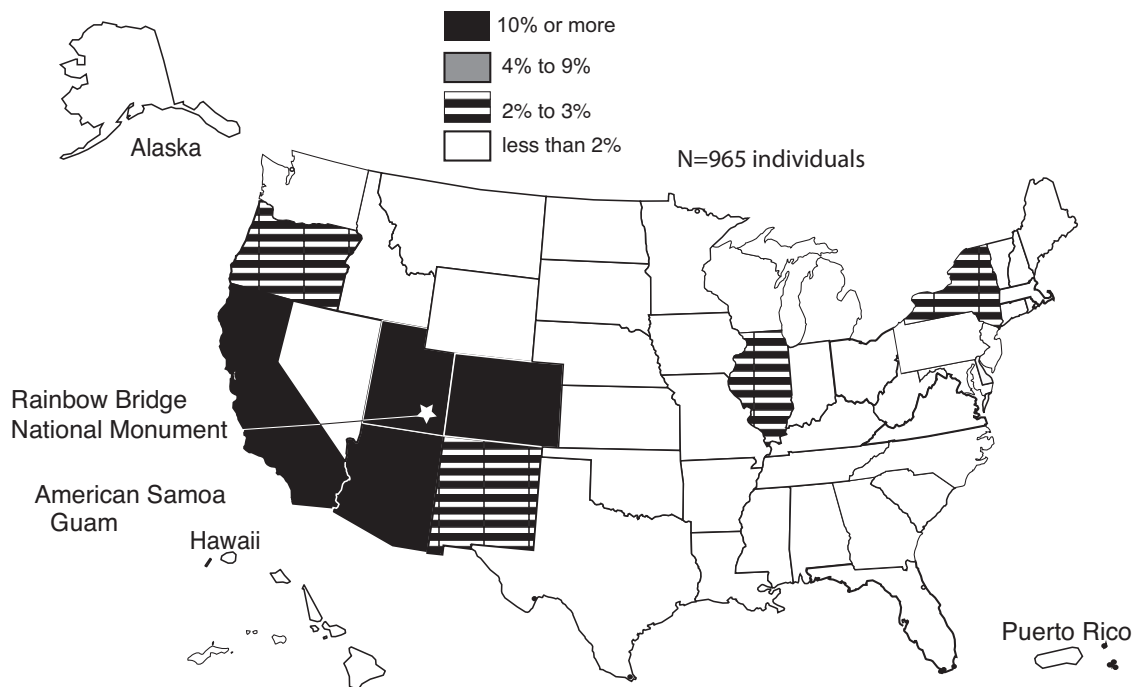 10% or more
4% to 9%
2% to 3%
less than 2%
N=965 individuals
Alaska
Rainbow Bridge
National Monument
American Samoa
Guam
Hawaii
Puerto Rico